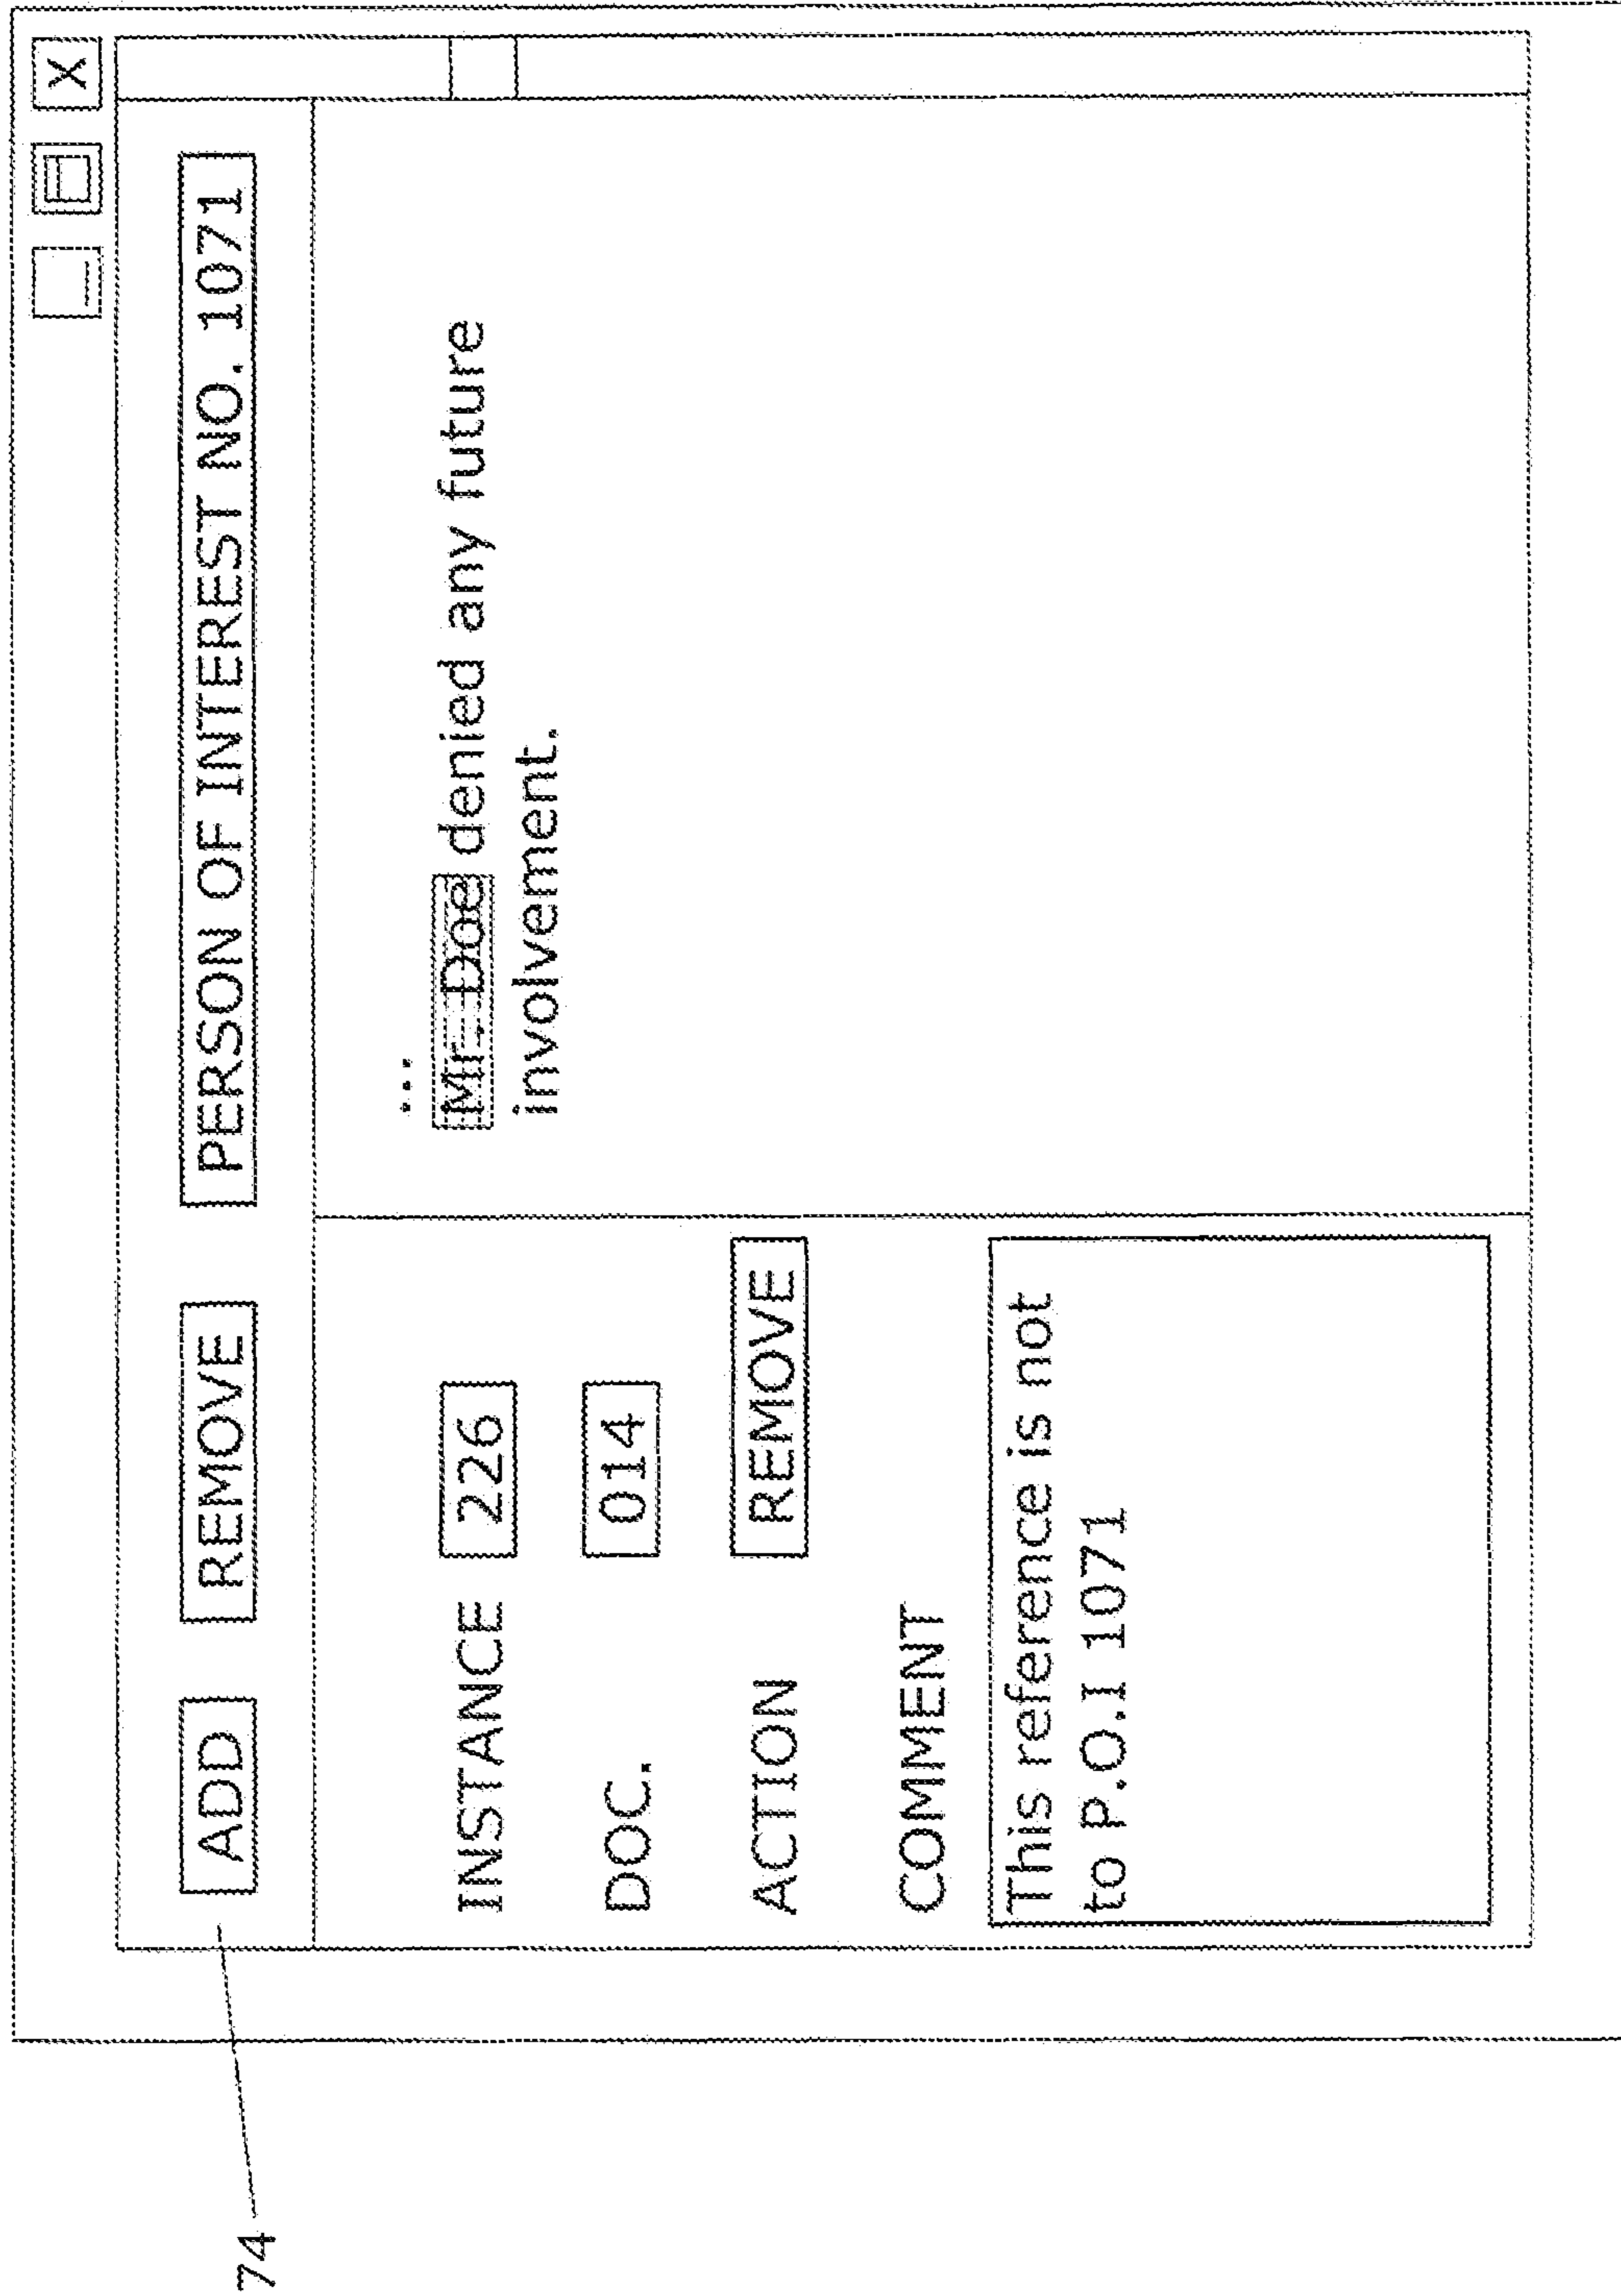 X
ADD REMOVE PERSON OF INTEREST NO. 1071
74
INSTANCE 226
DOC. 014
ACTION REMOVE
COMMENT
This reference is not
to P.O.I 1071
...
Mr. Doe denied any future
involvement.